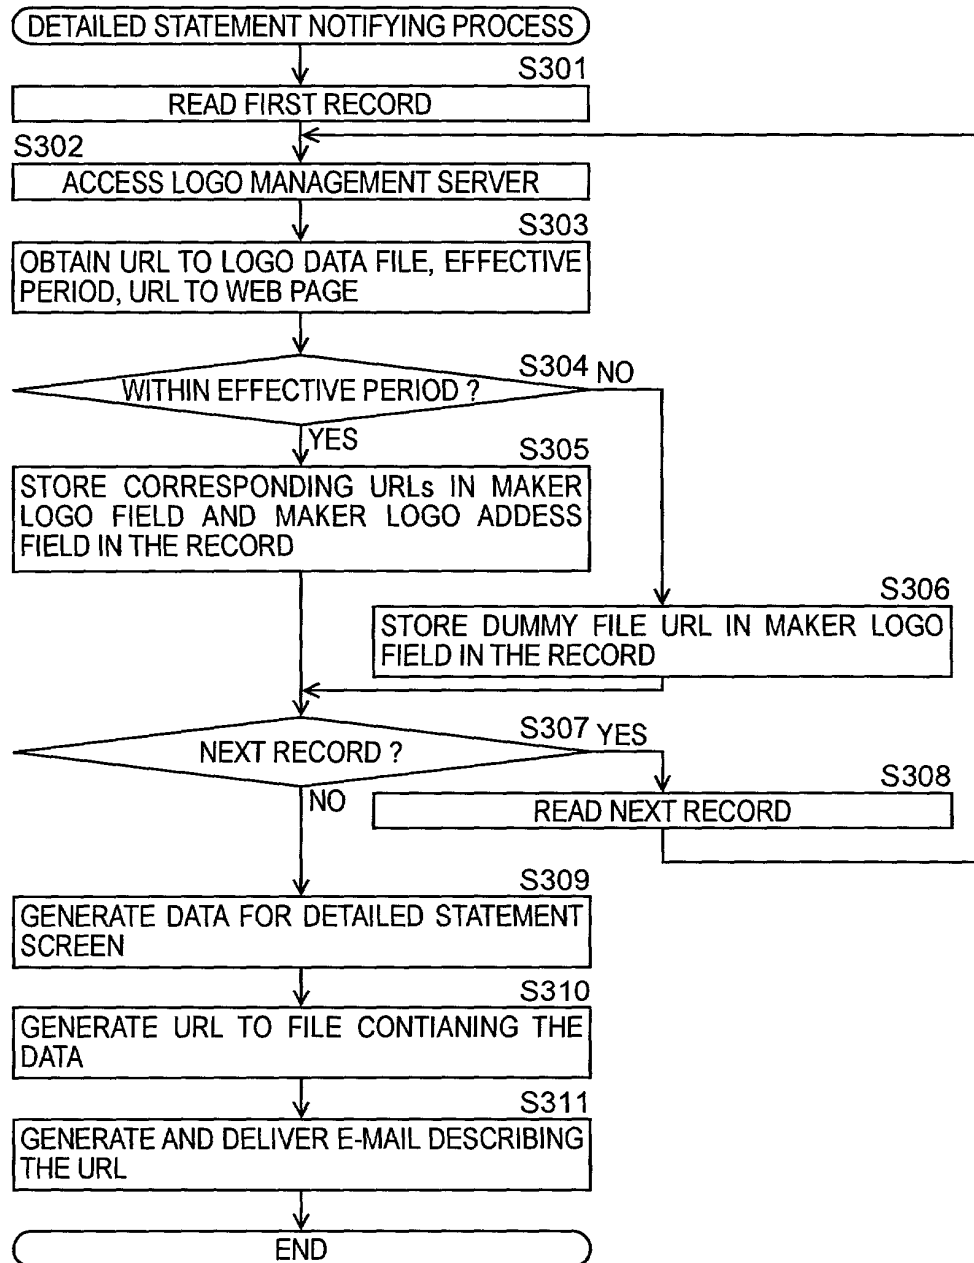 DETAILED STATEMENT NOTIFYING PROCESS
S301
READ FIRST RECORD
S302
ACCESS LOGO MANAGEMENT SERVER
S303
OBTAIN URL TO LOGO DATA FILE, EFFECTIVE
PERIOD, URL TO WEB PAGE
S304
NO
WITHIN EFFECTIVE PERIOD ?
YES
S305
STORE CORRESPONDING URLs IN MAKER
LOGO FIELD AND MAKER LOGO ADDESS
FIELD IN THE RECORD
S306
STORE DUMMY FILE URL IN MAKER LOGO
FIELD IN THE RECORD
S307
YES
NEXT RECORD ?
NO
S308
READ NEXT RECORD
S309
GENERATE DATA FOR DETAILED STATEMENT
SCREEN
S310
GENERATE URL TO FILE CONTIANING THE
DATA
S311
GENERATE AND DELIVER E-MAIL DESCRIBING
THE URL
END